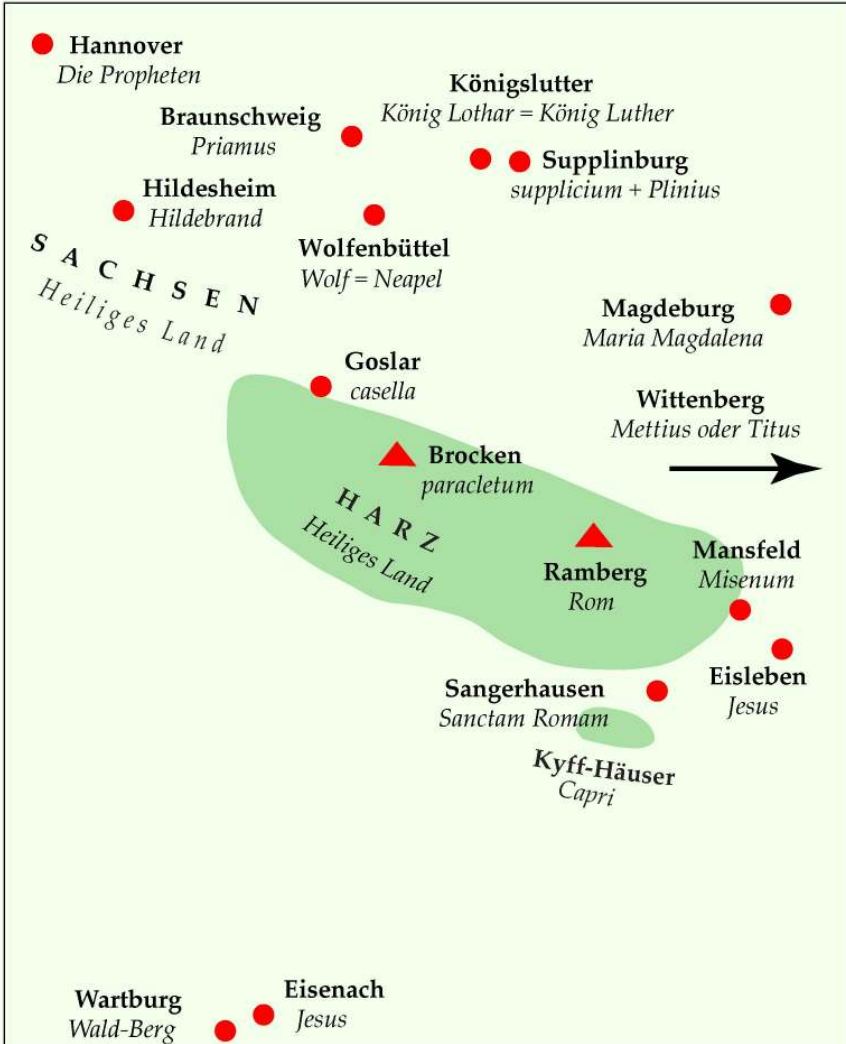 Hannover
Die Propheten
Königslutter
König Lothar = König Luther
Braunschweig
Priamus
Supplinburg
supplicium + Plinius
Hildesheim
Hildebrand
Wolfenbüttel
Wolf = Neapel
SACHSEN
Heiliges Land
Magdeburg
Maria Magdalena
Goslar
casella
Wittenberg
Mettius oder Titus
Brocken
paracletum
HARZ
Heiliges Land
Ramberg
Rom
Mansfeld
Misenum
Eisleben
Jesus
Sangerhausen
Sanctam Romam
Kyff-Häuser
Capri
Wartburg
Wald-Berg
Eisenach
Jesus